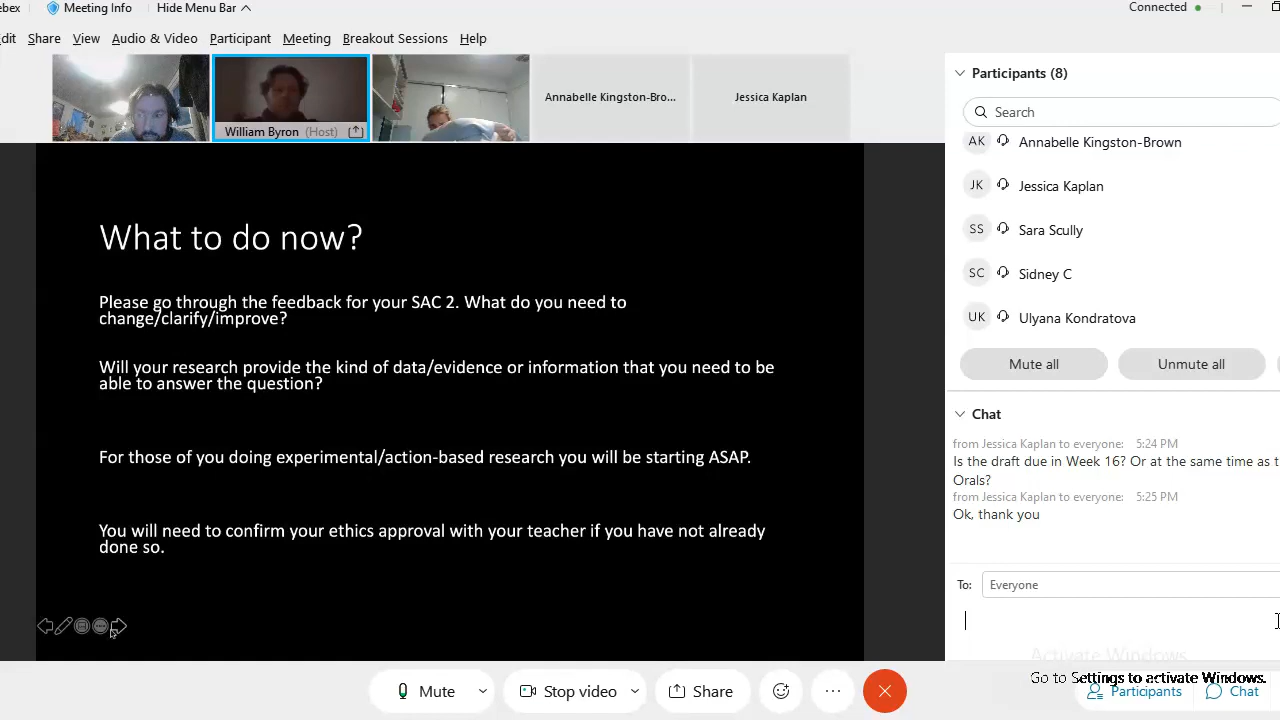 ebex
Meeting Info
Hide Menu Bar
Connected
dit Share View Audio & Video Participant Meeting Breakout Sessions Help
William Byron (Host)
Annabelle Kingston-Bro...
Jessica Kaplan
What to do now?
Please go through the feedback for your SAC 2. What do you need to
change/clarify/improve?
Will your research provide the kind of data/evidence or information that you need to be
able to answer the question?
For those of you doing experimental/action-based research you will be starting ASAP.
You will need to confirm your ethics approval with your teacher if you have not already
done so.
Participants (8)
Search
AK Annabelle Kingston-Brown
JK Jessica Kaplan
SS Sara Scully
SC Sidney C
UK Ulyana Kondratova
Mute all
Unmute all
Chat
from Jessica Kaplan to everyone: 5:24 PM
Is the draft due in Week 16? Or at the same time as t
Orals?
from Jessica Kaplan to everyone: 5:25 PM
Ok, thank you
To: Everyone
Activate Windows
Go to Settings to activate Windows.
Mute
Stop video
Share
Participants
Chat